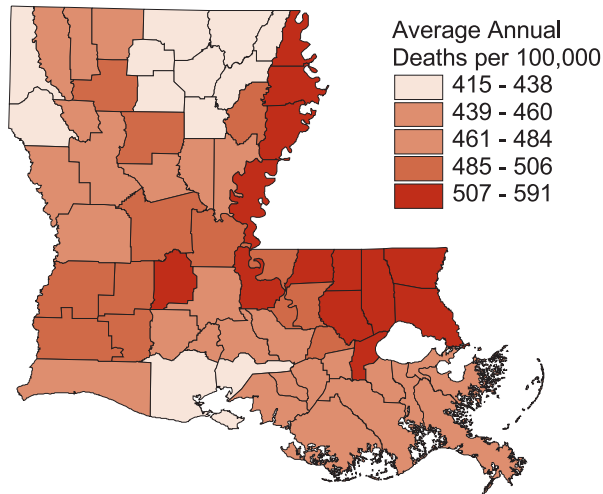 Average Annual
Deaths per 100,000
415 - 438
439 - 460
461 - 484
485 - 506
507 - 591